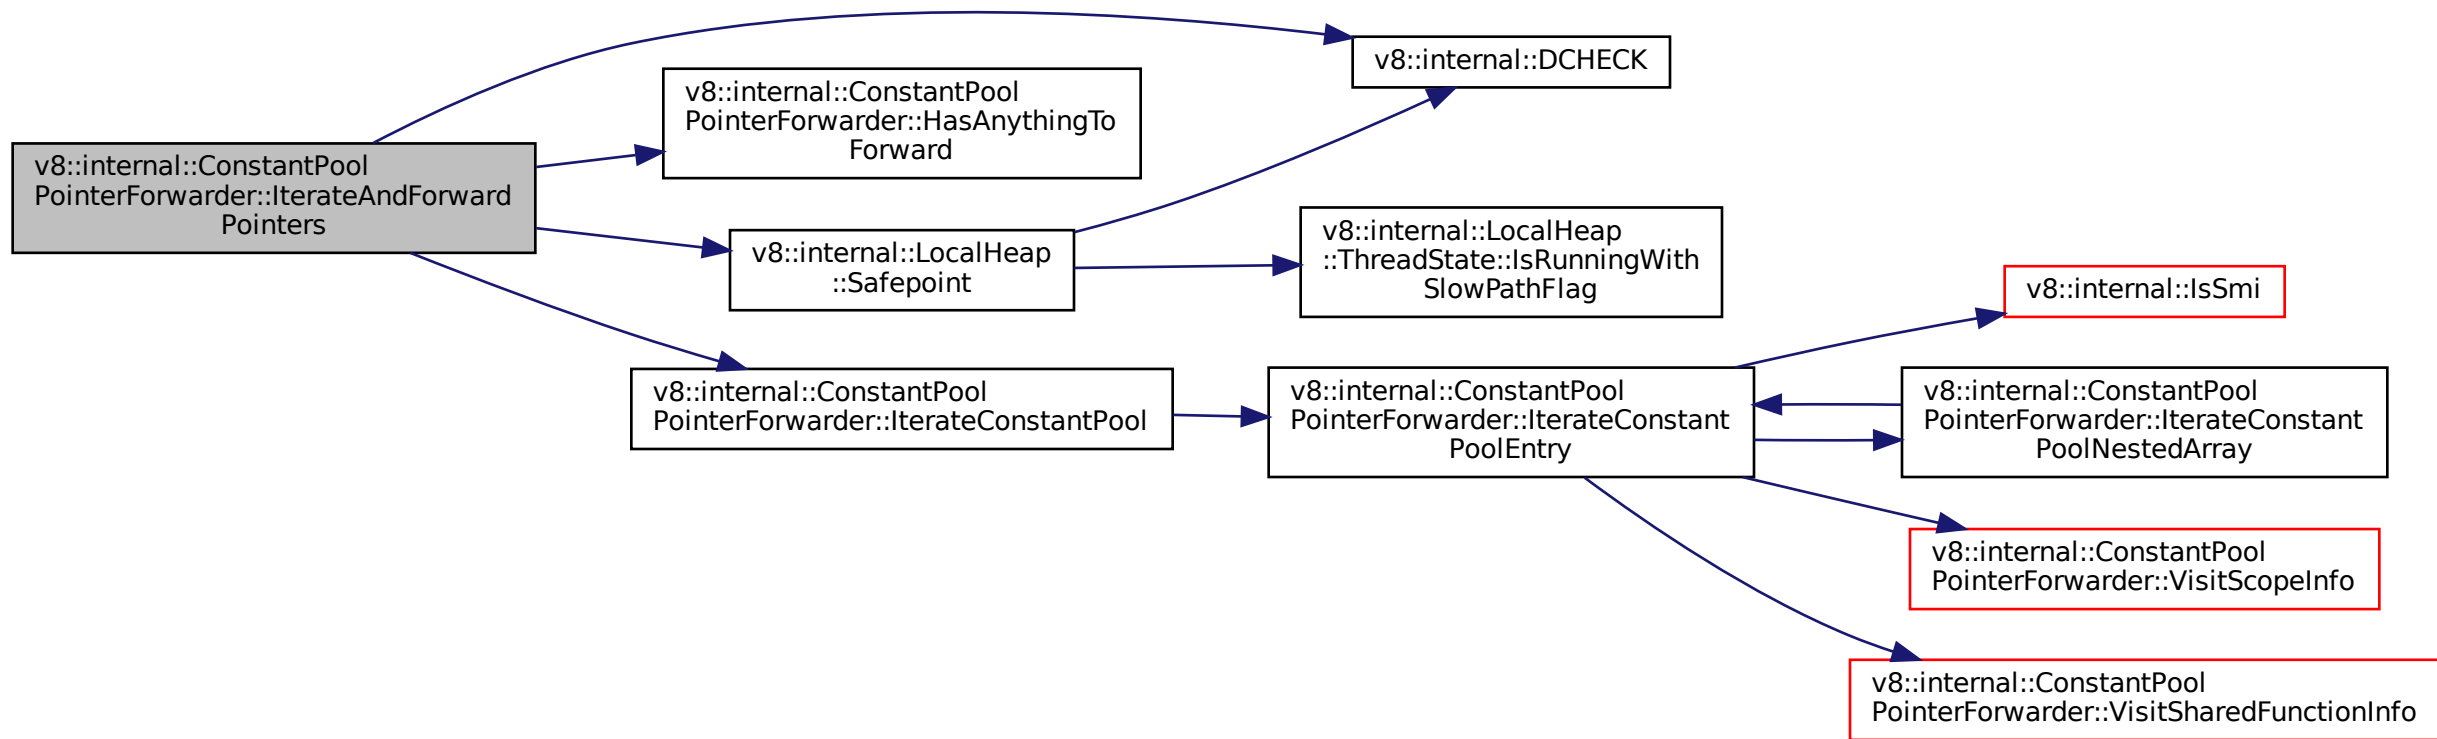 v8::internal::ConstantPool
PointerForwarder::IterateAndForward
Pointers
v8::internal::DCHECK
v8::internal::ConstantPool
PointerForwarder::HasAnythingTo
Forward
v8::internal::LocalHeap
::Safepoint
v8::internal::LocalHeap
::ThreadState::IsRunningWith
SlowPathFlag
v8::internal::ConstantPool
PointerForwarder::IterateConstantPool
v8::internal::ConstantPool
PointerForwarder::IterateConstant
PoolEntry
v8::internal::IsSmi
v8::internal::ConstantPool
PointerForwarder::IterateConstant
PoolNestedArray
v8::internal::ConstantPool
PointerForwarder::VisitScopeInfo
v8::internal::ConstantPool
PointerForwarder::VisitSharedFunctionInfo